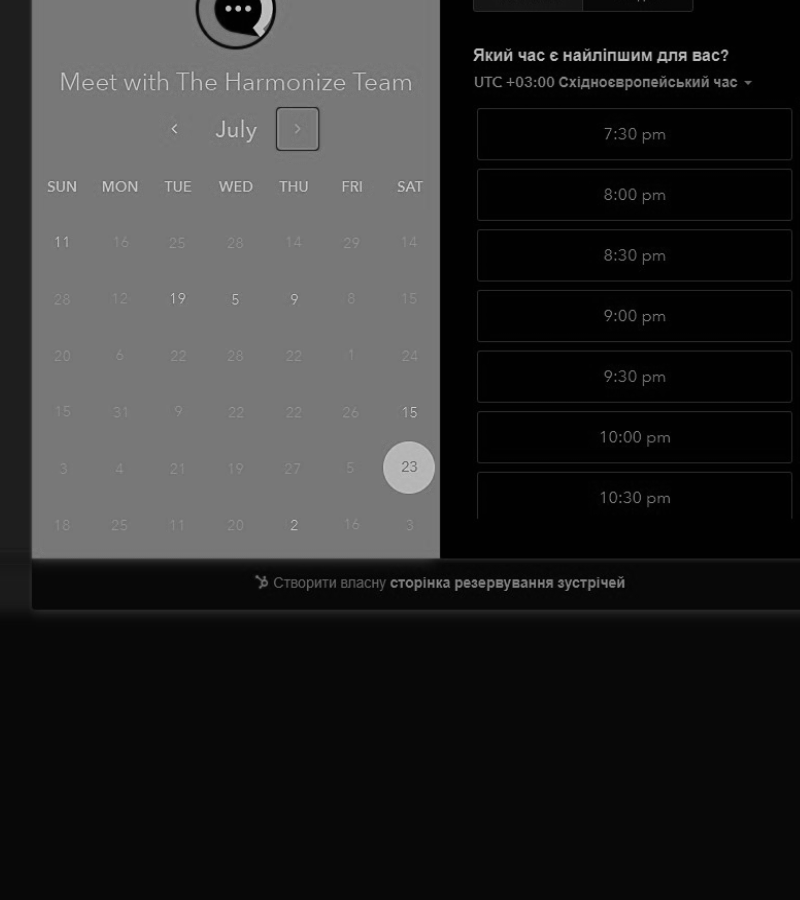 Meet with The Harmonize Team
July
SUN MON TUE WED THU FRI SAT
11 16 25 28 14 29 14
28 12 19 5 9 8 15
20 6 22 28 22 1 24
15 31 9 22 22 26 15
3 4 21 19 27 5 23
18 25 11 20 2 16 3
Який час є найліпшим для вас?
UTC +03:00 Східноєвропейський час
7:30 pm
8:00 pm
8:30 pm
9:00 pm
9:30 pm
10:00 pm
10:30 pm
Створити власну сторінка резервування зустрічей